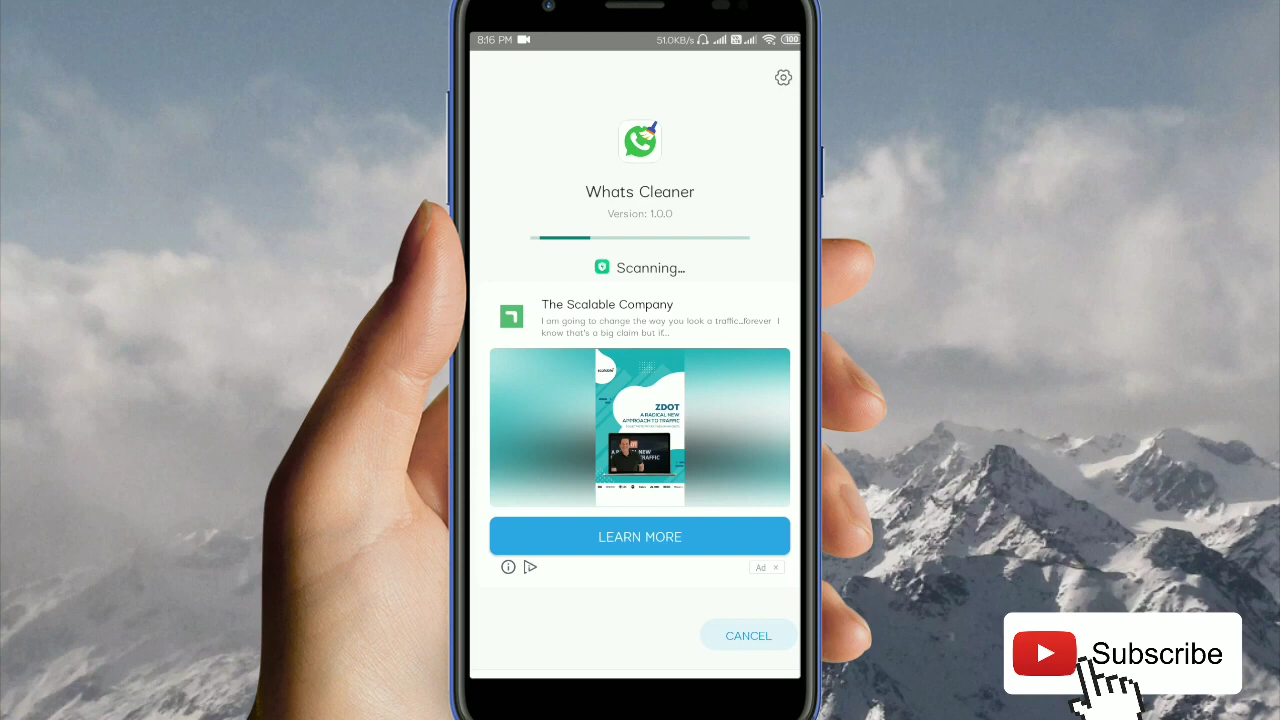 8:16 PM
51.0KB/s
100
Whats Cleaner
Version: 1.0.0
Scanning...
The Scalable Company
I am going to change the way you look a traffic...forever I
know that's a big claim but if...
ZDOT
A RADICAL NEW
APPROACH TO TRAFFIC
LEARN MORE
Ad
CANCEL
Subscribe